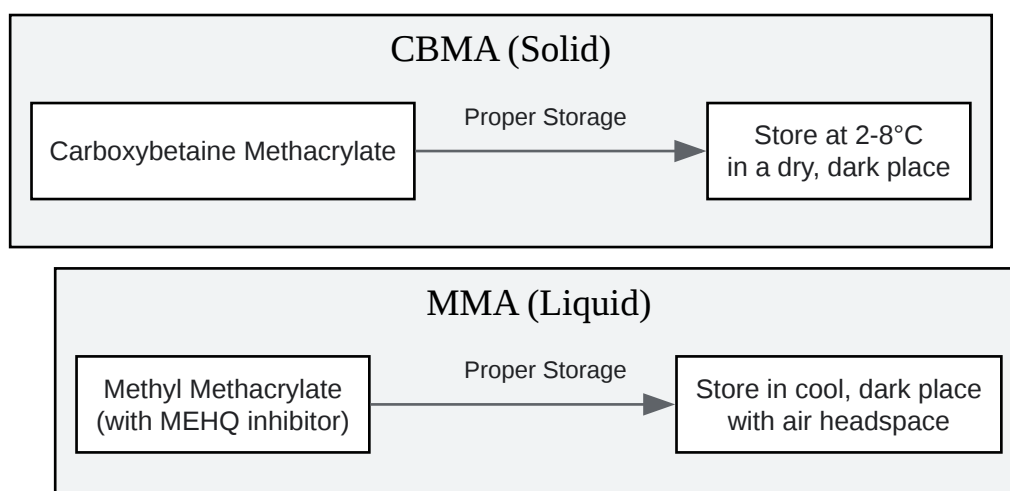 CBMA (Solid)
Proper Storage
Carboxybetaine Methacrylate
Store at 2-8°C
in a dry, dark place
MMA (Liquid)
Proper Storage
Methyl Methacrylate
(with MEHQ inhibitor)
Store in cool, dark place
with air headspace